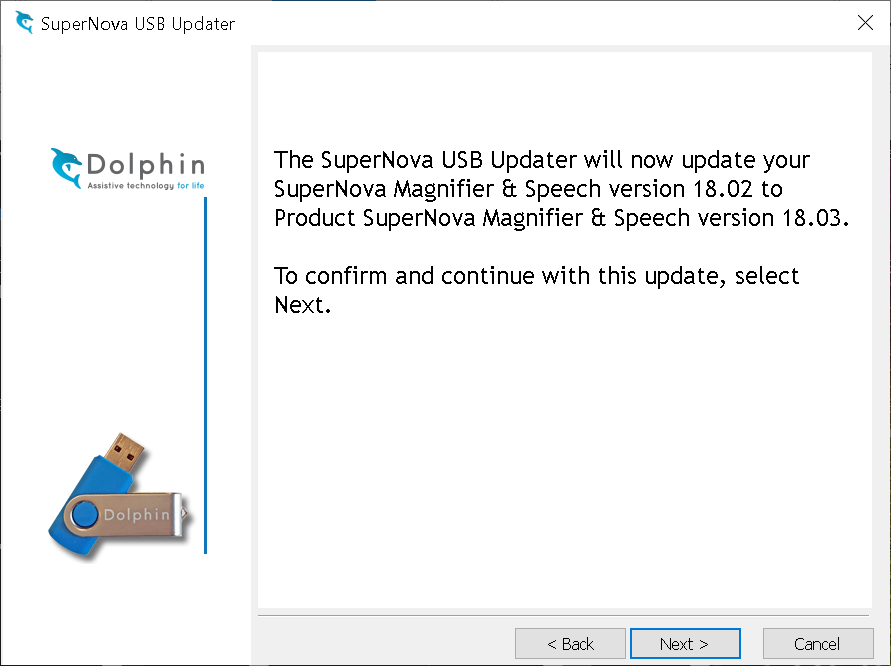 SuperNova USB Updater
Dolphin
Assistive technology for life
The SuperNova USB Updater will now update your
SuperNova Magnifier & Speech version 18.02 to
Product SuperNova Magnifier & Speech version 18.03.
To confirm and continue with this update, select
Next.
Dolphin
< Back
Next >
Cancel